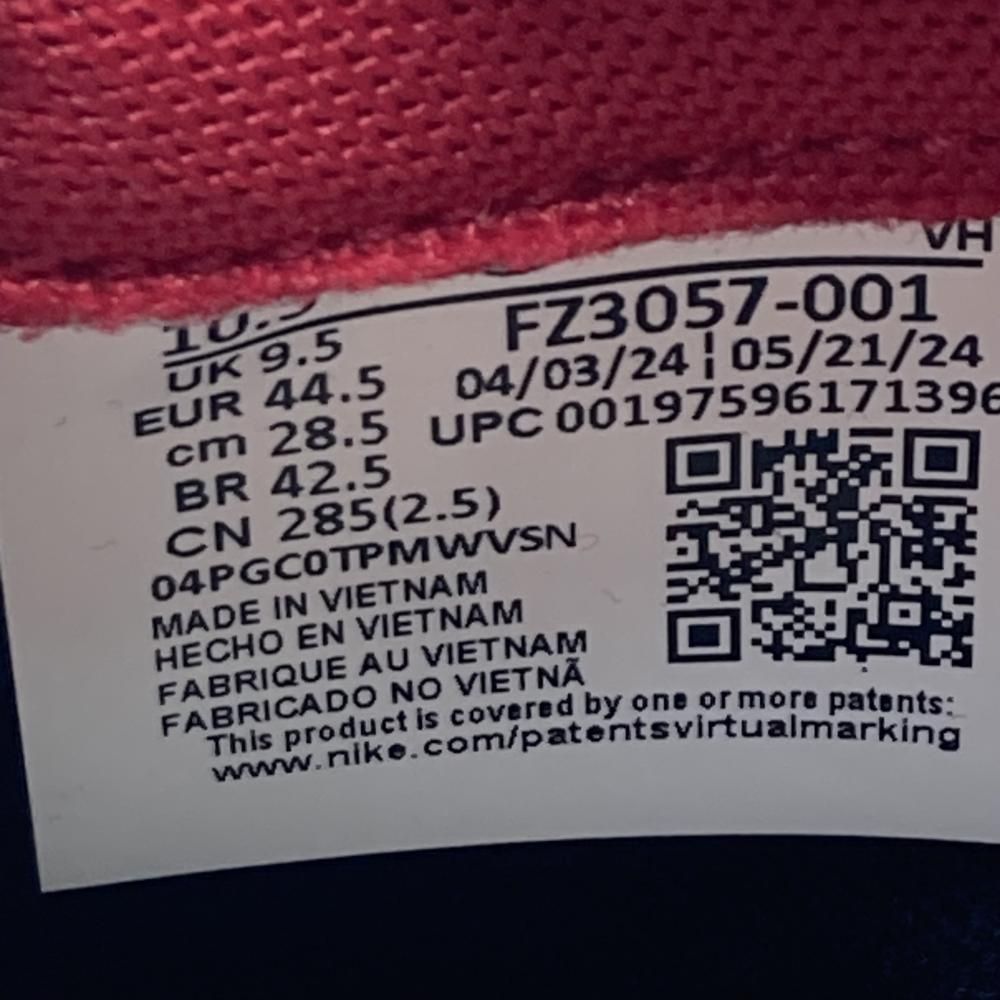 VH
10.5
UK 9.5
EUR 44.5
cm 28.5
BR 42.5
CN 285(2.5)
FZ3057-001
04/03/24 ¦ 05/21/24
UPC 00197596171396
04PGC0TPMWVSN
MADE IN VIETNAM
HECHO EN VIETNAM
FABRIQUE AU VIETNAM
FABRICADO NO VIETNÃ
This product is covered by one or more patents:
www.nike.com/patentsvirtualmarking